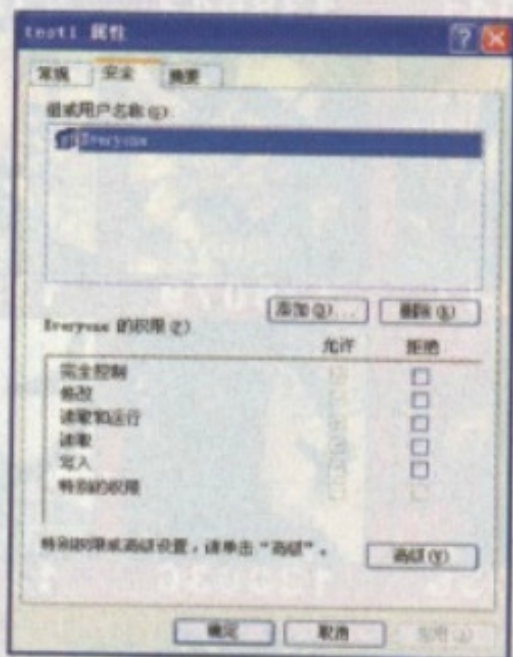 test1 属性
常规 安全 摘要
组或用户名称(G):
Everyone
添加(D)... 删除(R)
Everyone 的权限(P)
允许 拒绝
完全控制
修改
读取和运行
读取
写入
特别的权限
特别权限或高级设置，请单击“高级”。
高级(V)
确定 取消